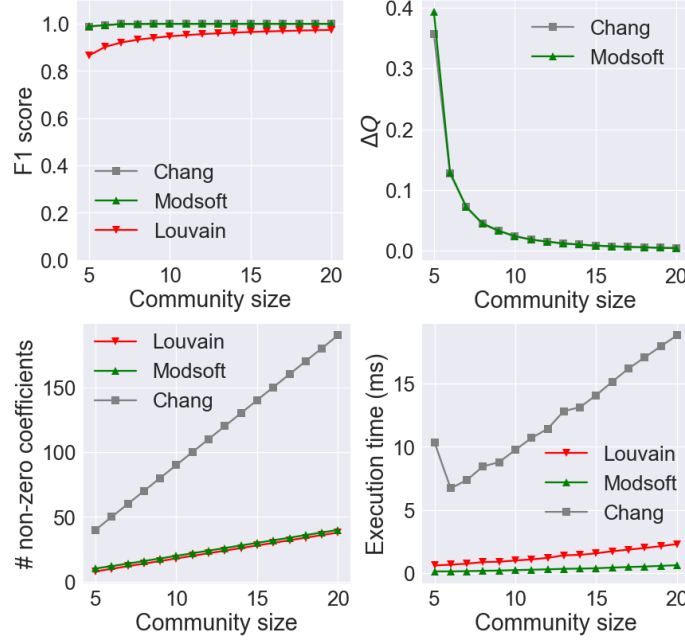 F1 score
1.0
0.8
0.6
0.4
0.2
0.0
Chang
Modsoft
Louvain
5 10 15 20
Community size
ΔQ
0.4
0.3
0.2
0.1
0.0
Chang
Modsoft
5 10 15 20
Community size
# non-zero coefficients
150
100
50
0
Louvain
Modsoft
Chang
5 10 15 20
Community size
Execution time (ms)
15
10
5
0
Louvain
Modsoft
Chang
5 10 15 20
Community size